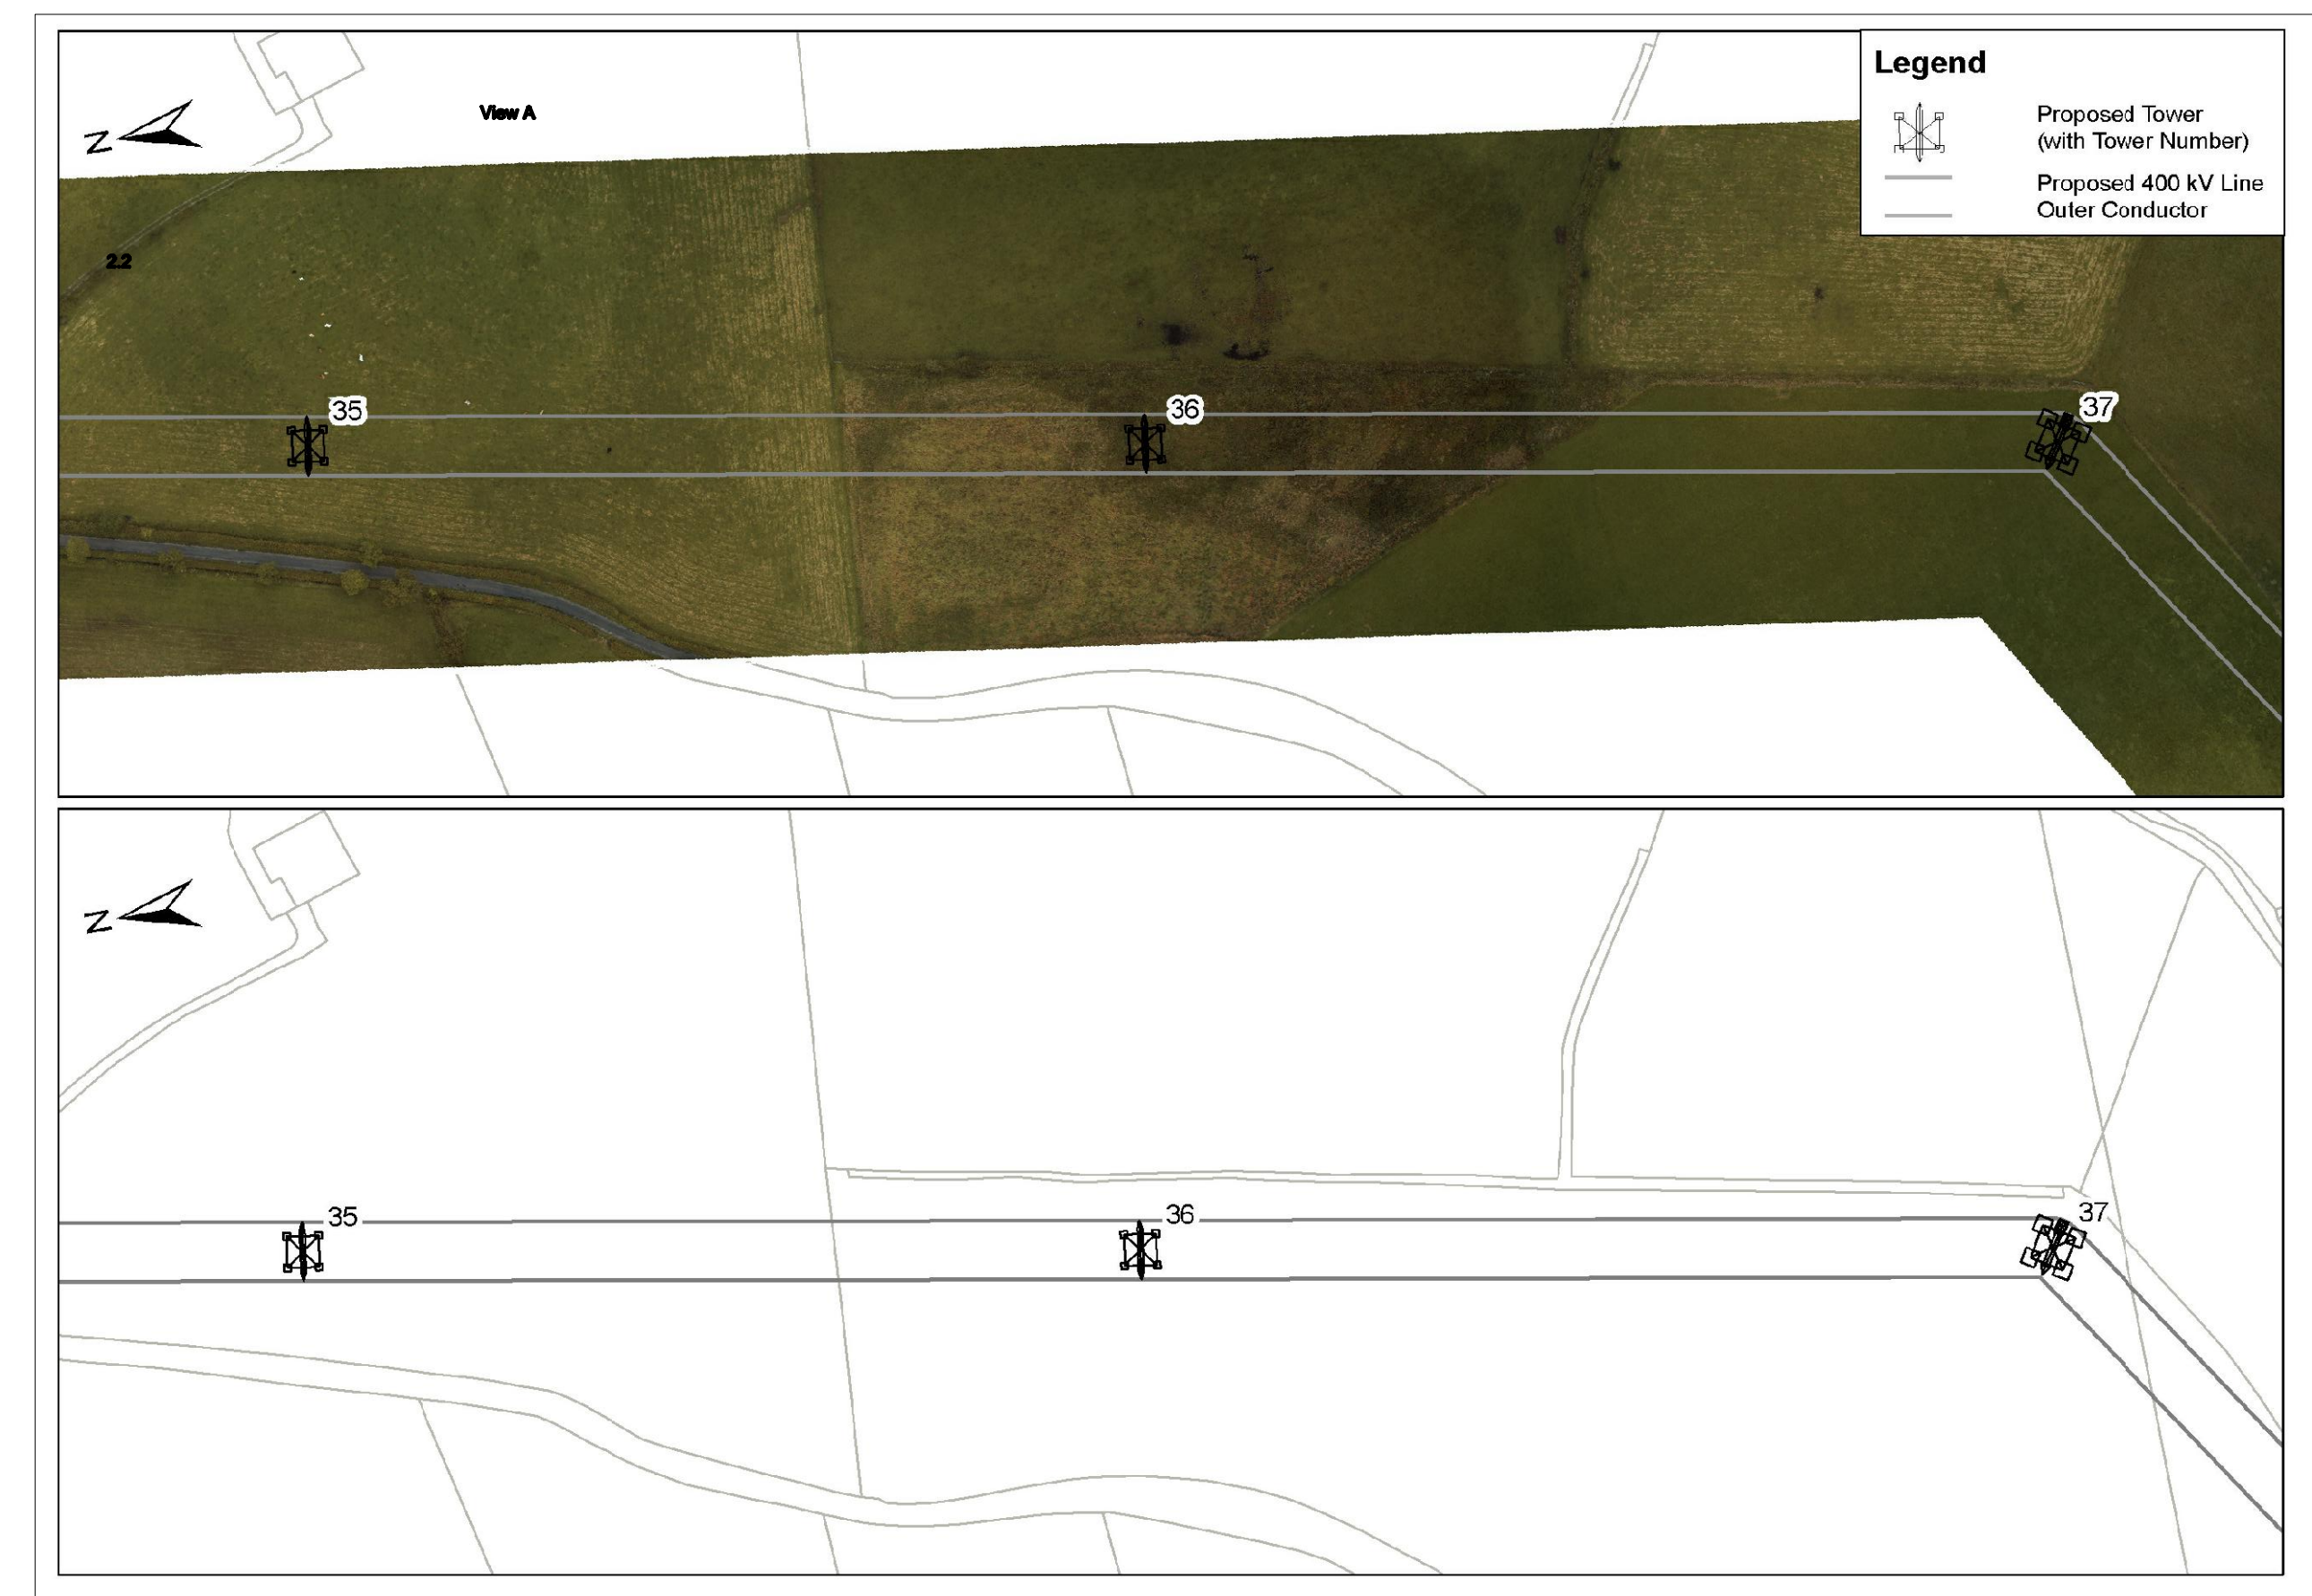 Legend
Proposed Tower
(with Tower Number)
Proposed 400 kV Line
Outer Conductor
N
View A
2.2
35
36
37
N
35
36
37